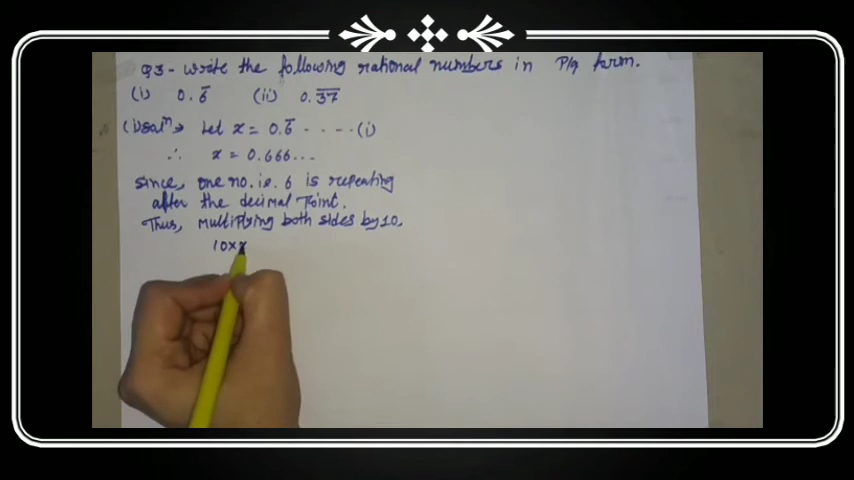 Q3 - Write the following rational numbers in P/q form.
(i) 0.6̅ (ii) 0.3̅7̅
(i) Solⁿ → Let x = 0.6̅ - - - - (i)
∴ x = 0.666...
since, one no. i.e. 6 is repeating
after the decimal Point.
Thus, multiplying both sides by 10,
10×x